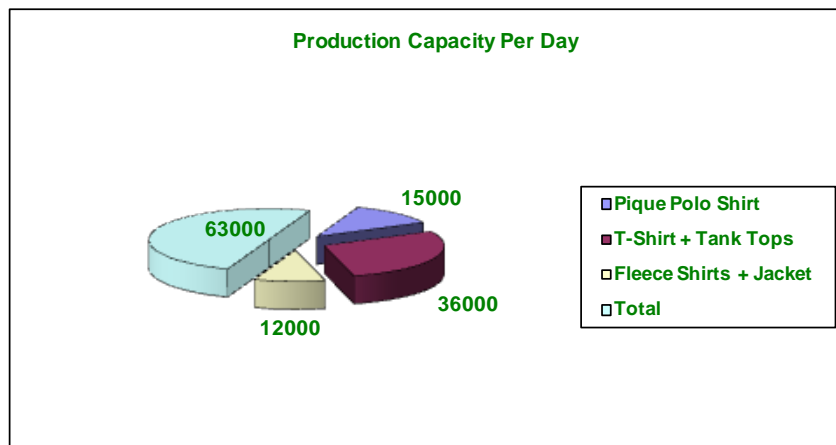 Production Capacity Per Day
15000
63000
36000
12000
Pique Polo Shirt
T-Shirt + Tank Tops
Fleece Shirts + Jacket
Total